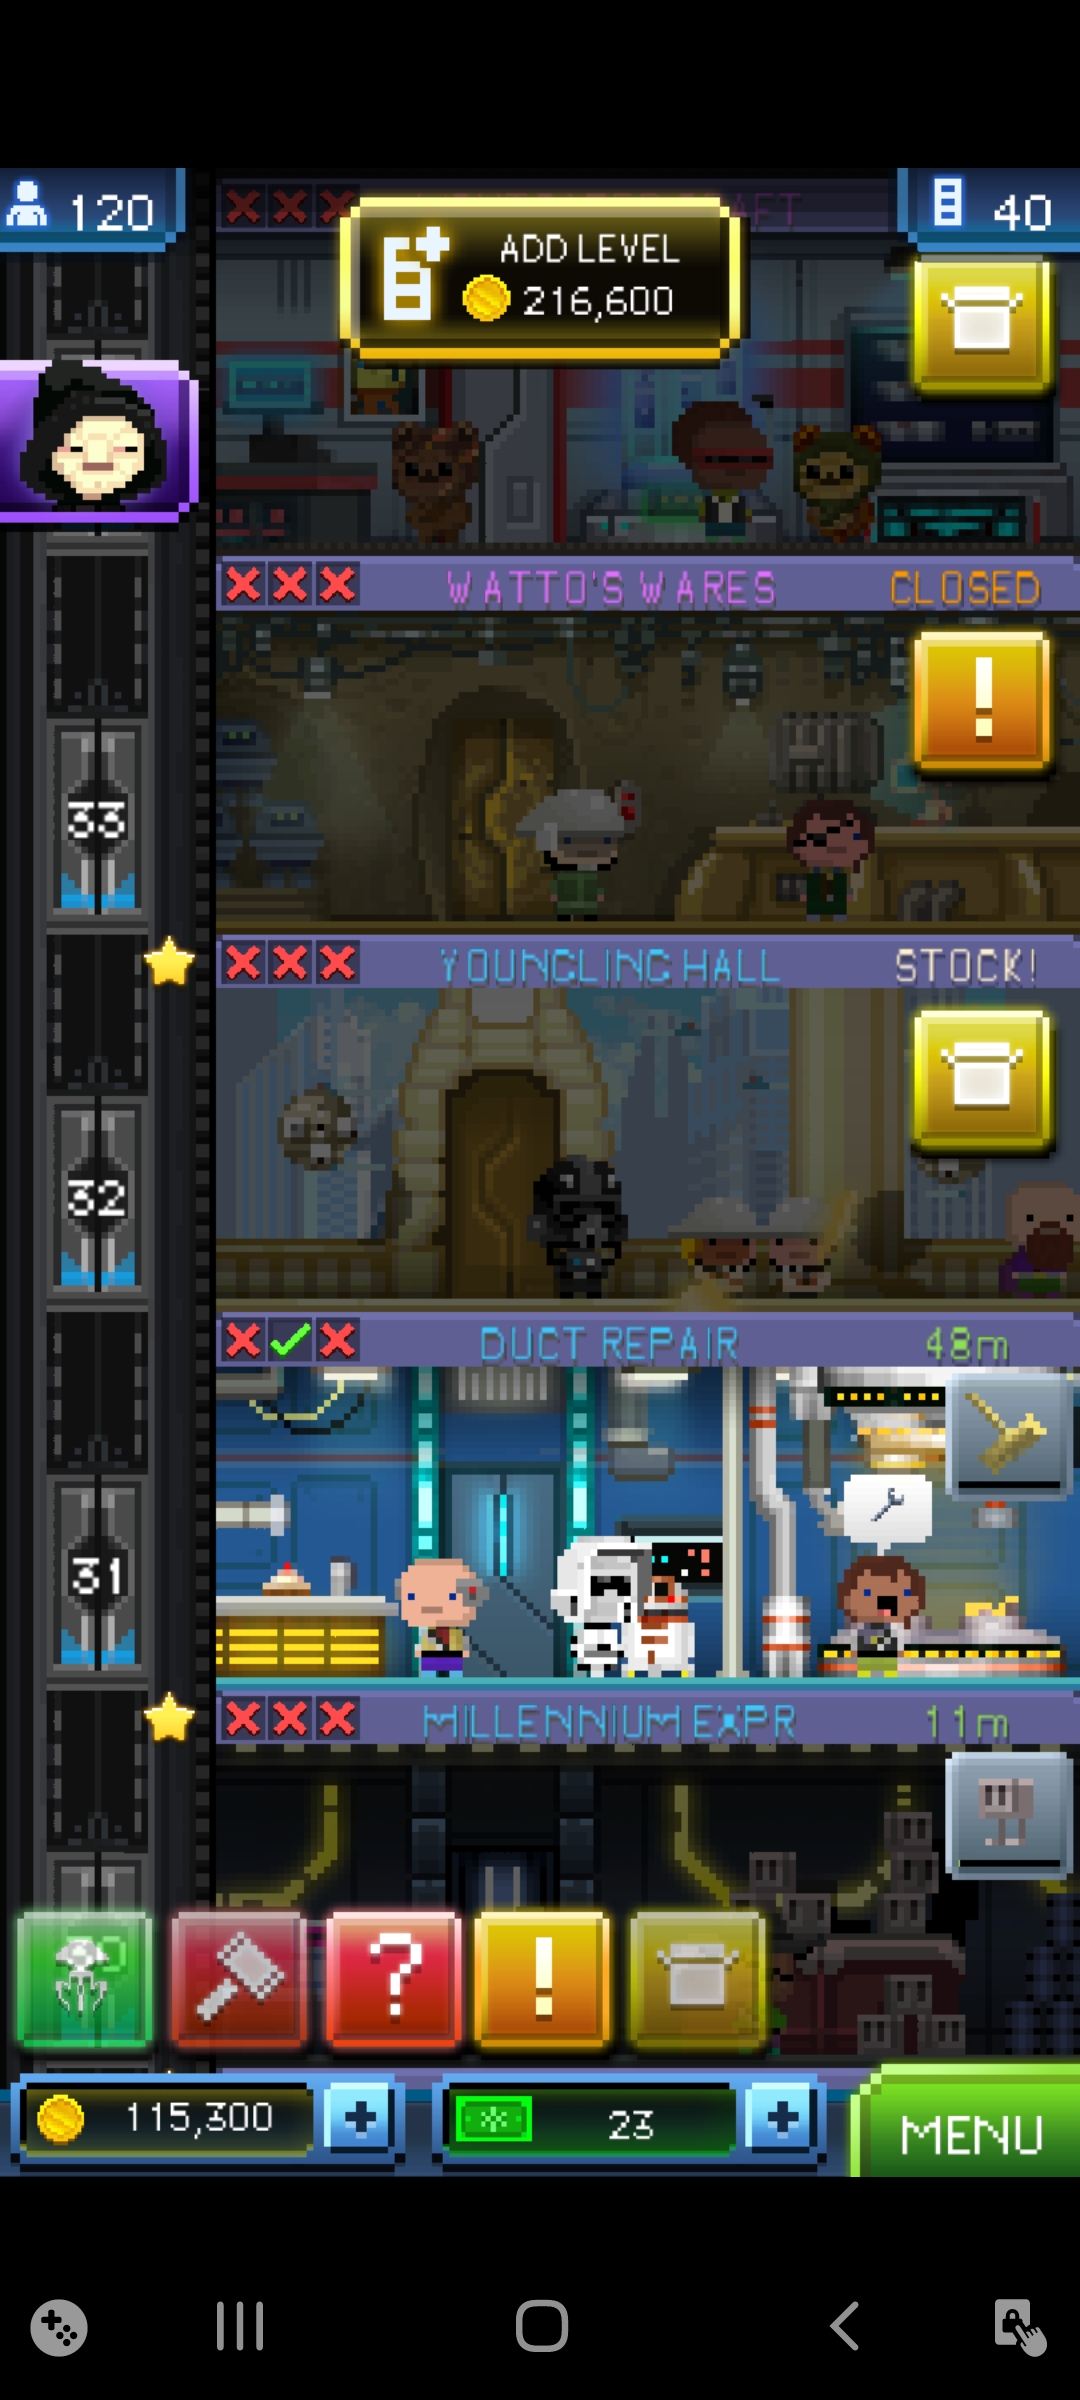 120
40
ADD LEVEL
216,600
WATTO'S WARES
CLOSED
!
33
YOUNGLING HALL
STOCK!
32
DUCT REPAIR
48m
31
MILLENNIUM EXPR
11m
?
!
115,300
+
23
+
MENU